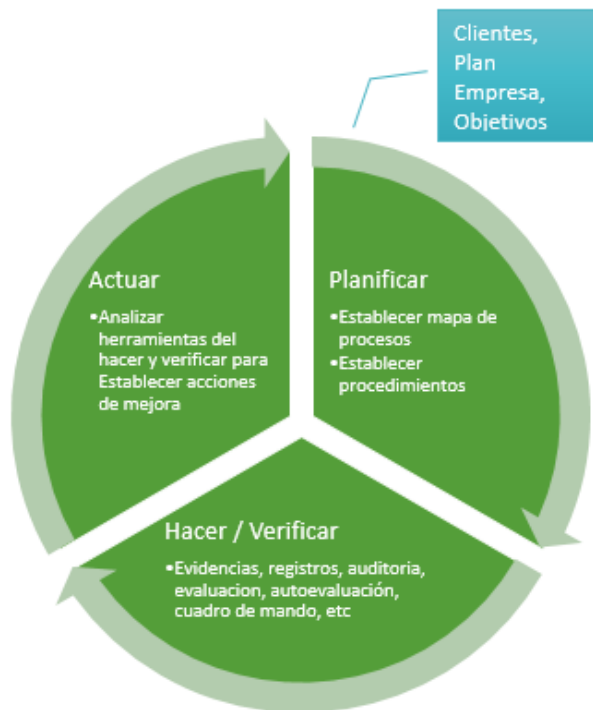 Clientes,
Plan
Empresa,
Objetivos
Actuar
•Analizar
herramientas del
hacer y verificar para
Establecer acciones
de mejora
Planificar
•Establecer mapa de
procesos
•Establecer
procedimientos
Hacer / Verificar
•Evidencias, registros, auditoria,
evaluacion, autoevaluación,
cuadro de mando, etc